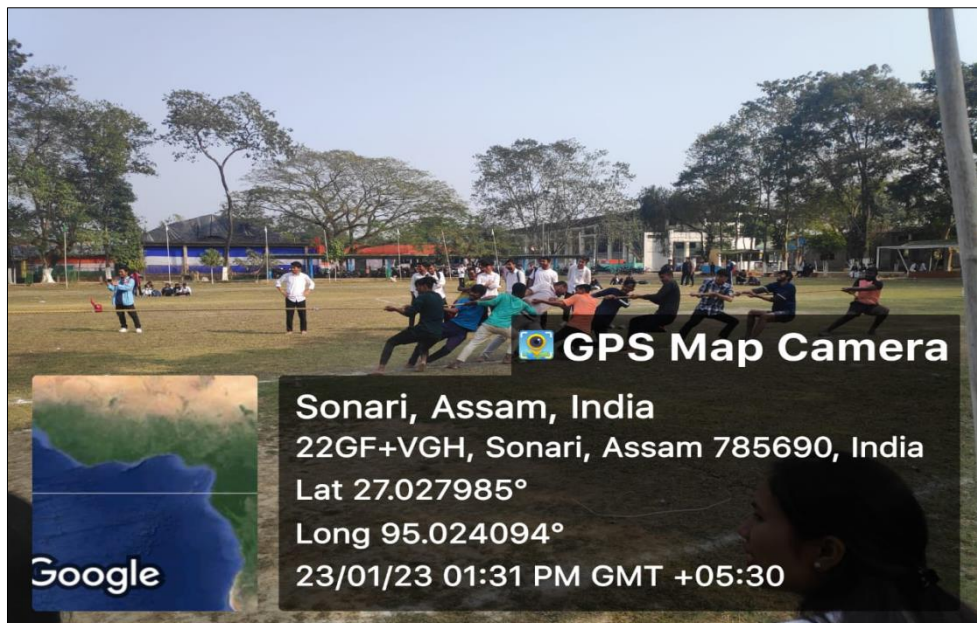 GPS Map Camera
Sonari, Assam, India
22GF+VGH, Sonari, Assam 785690, India
Lat 27.027985°
Long 95.024094°
23/01/23 01:31 PM GMT +05:30
Google